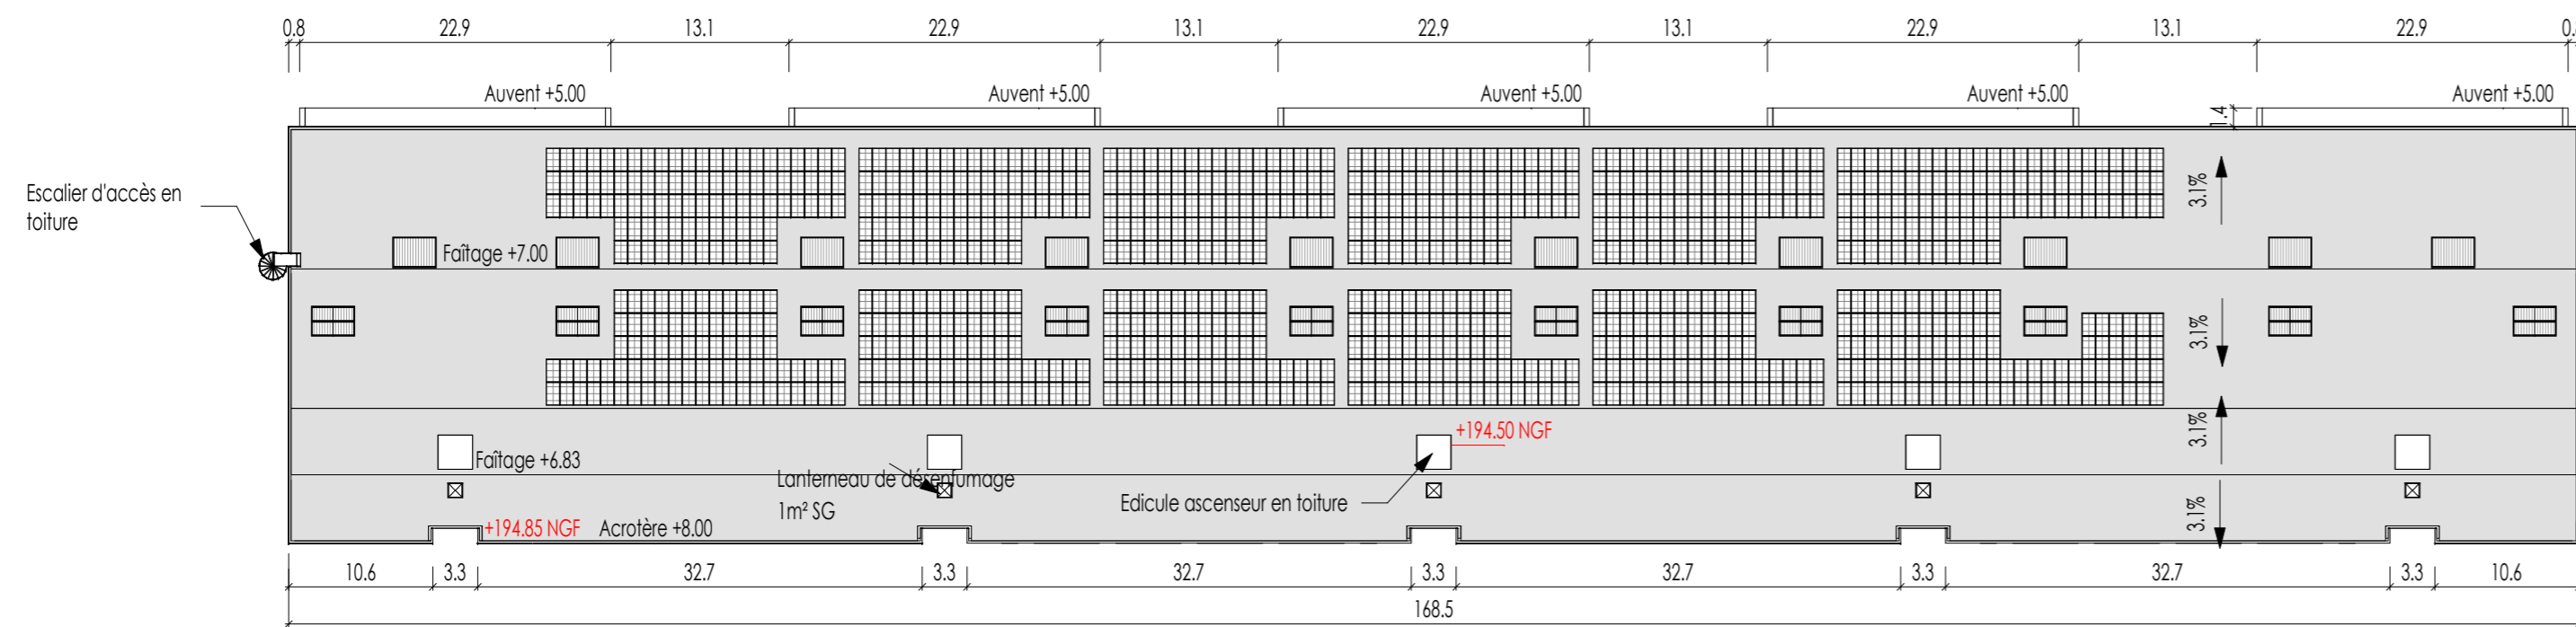 0.8 22.9 13.1 22.9 13.1 22.9 13.1 22.9 13.1 22.9 0.
Auvent +5.00 Auvent +5.00 Auvent +5.00 Auvent +5.00 Auvent +5.00
1.4
Escalier d'accès en
toiture
3.1%
Faîtage +7.00
3.1%
+194.50 NGF
3.1%
Faîtage +6.83
Lanterneau de désenfumage
1m² SG
Edicule ascenseur en toiture
3.1%
+194.85 NGF Acrotère +8.00
10.6 3.3 32.7 3.3 32.7 3.3 32.7 3.3 32.7 3.3 10.6
168.5